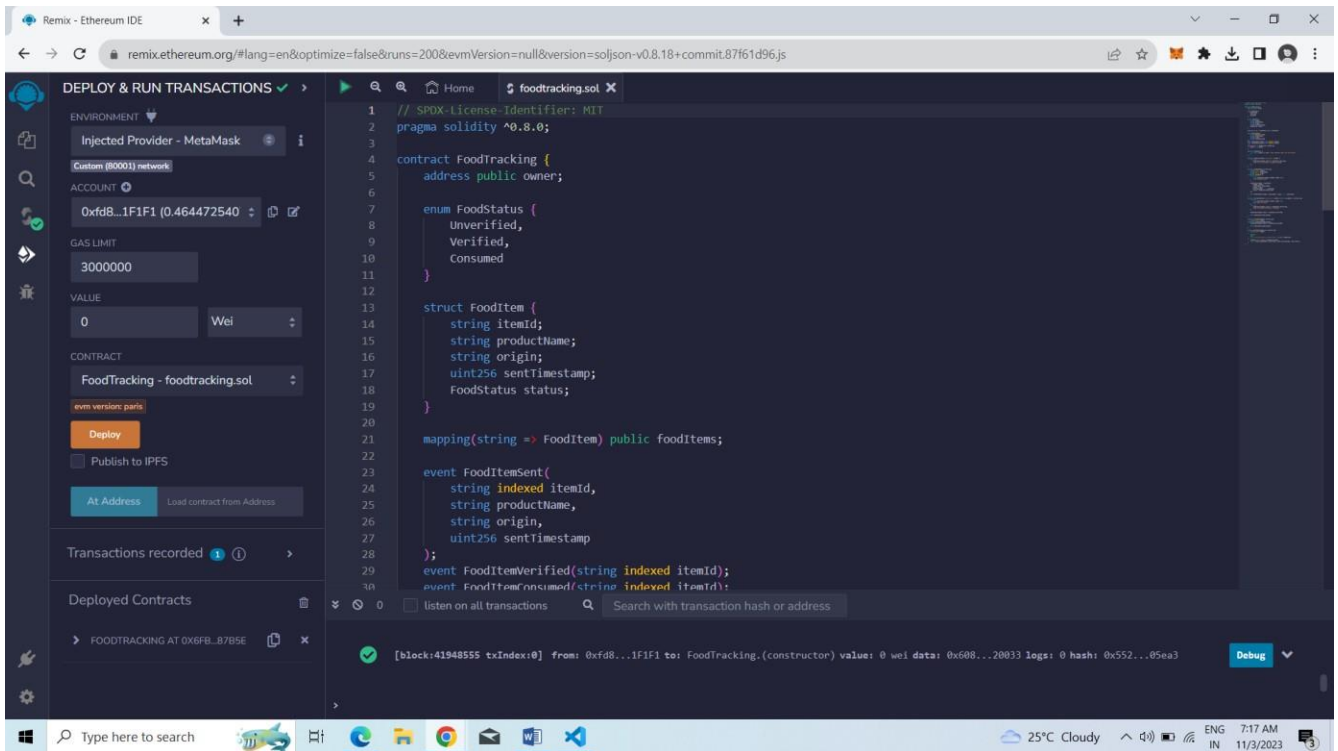 Remix - Ethereum IDE
remix.ethereum.org/#lang=en&optimize=false&runs=200&evmVersion=null&version=soljson-v0.8.18+commit.87f61d96.js
DEPLOY & RUN TRANSACTIONS
ENVIRONMENT
Injected Provider - MetaMask
Custom (80001) network
ACCOUNT
0xfd8...1F1F1 (0.464472540
GAS LIMIT
3000000
VALUE
0 Wei
CONTRACT
FoodTracking - foodtracking.sol
evm version: paris
Deploy
Publish to IPFS
At Address Load contract from Address
Transactions recorded 1
Deployed Contracts
FOODTRACKING AT 0X6FB...87B5E
Home foodtracking.sol
1 // SPDX-License-Identifier: MIT
2 pragma solidity ^0.8.0;
3
4 contract FoodTracking {
5 address public owner;
6
7 enum FoodStatus {
8 Unverified,
9 Verified,
10 Consumed
11 }
12
13 struct FoodItem {
14 string itemId;
15 string productName;
16 string origin;
17 uint256 sentTimestamp;
18 FoodStatus status;
19 }
20
21 mapping(string => FoodItem) public foodItems;
22
23 event FoodItemSent(
24 string indexed itemId,
25 string productName,
26 string origin,
27 uint256 sentTimestamp
28 );
29 event FoodItemVerified(string indexed itemId);
30 event FoodItemConsumed(string indexed itemId);
0 listen on all transactions Search with transaction hash or address
[block:41948555 txIndex:0] from: 0xfd8...1F1F1 to: FoodTracking.(constructor) value: 0 wei data: 0x608...20033 logs: 0 hash: 0x552...05ea3 Debug
>
Type here to search
25°C Cloudy
ENG
IN
7:17 AM
11/3/2023
3